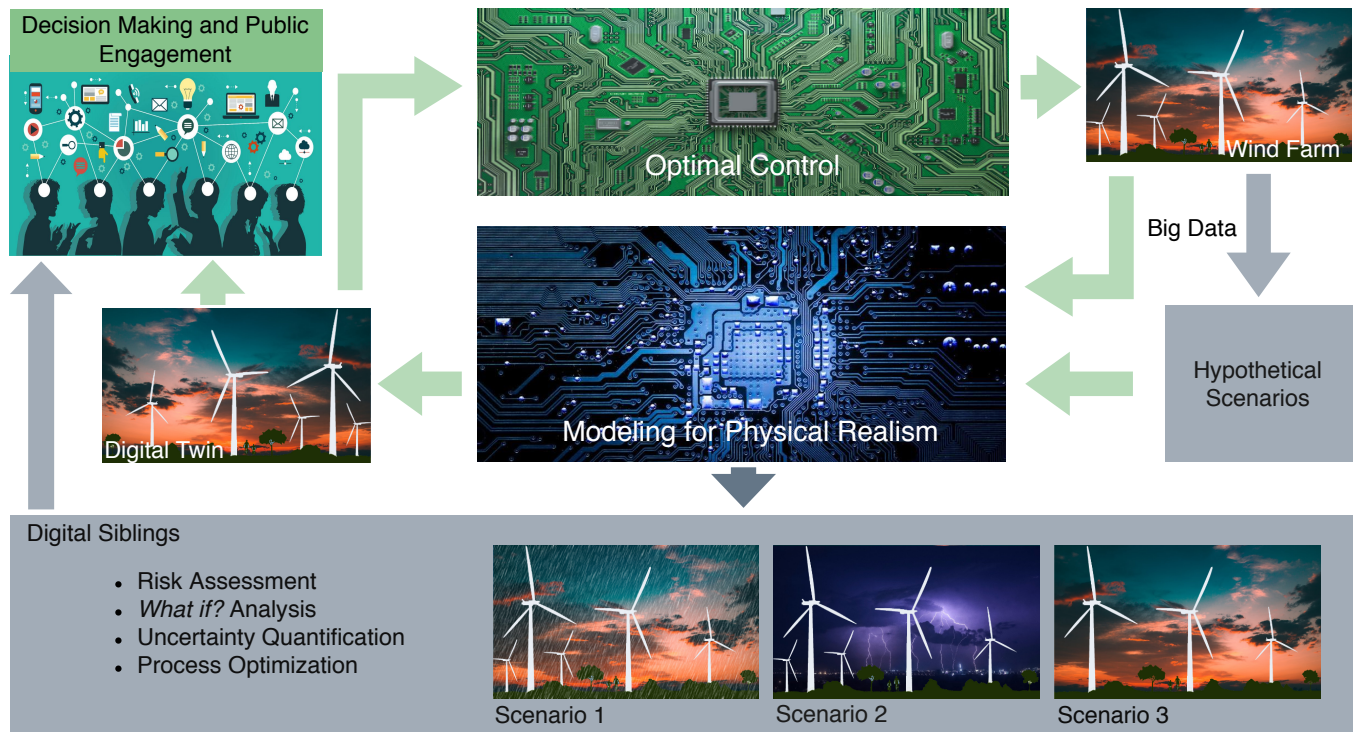 Decision Making and Public
Engagement
Optimal Control
Wind Farm
Big Data
Modeling for Physical Realism
Digital Twin
Hypothetical
Scenarios
Digital Siblings
• Risk Assessment
• What if? Analysis
• Uncertainty Quantification
• Process Optimization
Scenario 1
Scenario 2
Scenario 3